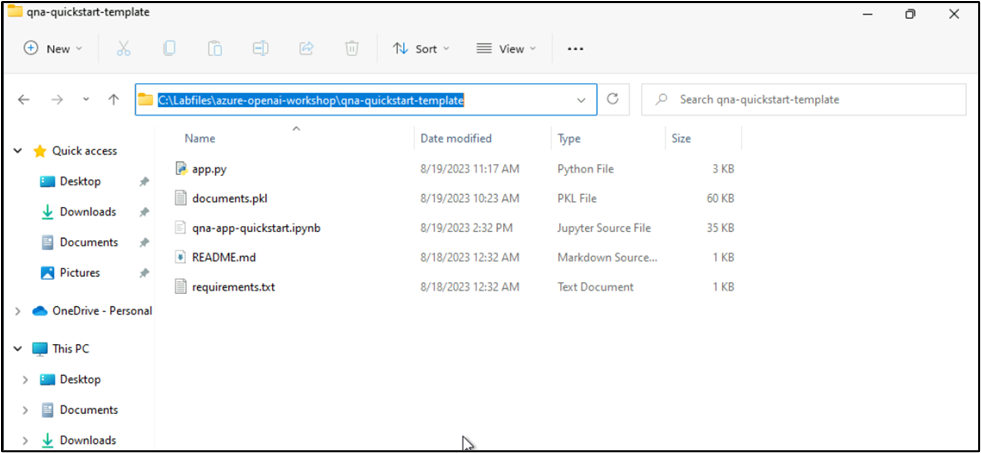 qna-quickstart-template
New Sort View
C:\Labfiles\azure-openai-workshop\qna-quickstart-template Search qna-quickstart-template
Name Date modified Type Size
Quick access
Desktop
Downloads
Documents
Pictures
OneDrive - Personal
This PC
Desktop
Documents
Downloads
app.py 8/19/2023 11:17 AM Python File 3 KB
documents.pkl 8/19/2023 10:23 AM PKL File 60 KB
qna-app-quickstart.ipynb 8/19/2023 2:32 PM Jupyter Source File 35 KB
README.md 8/18/2023 12:32 AM Markdown Source... 1 KB
requirements.txt 8/18/2023 12:32 AM Text Document 1 KB